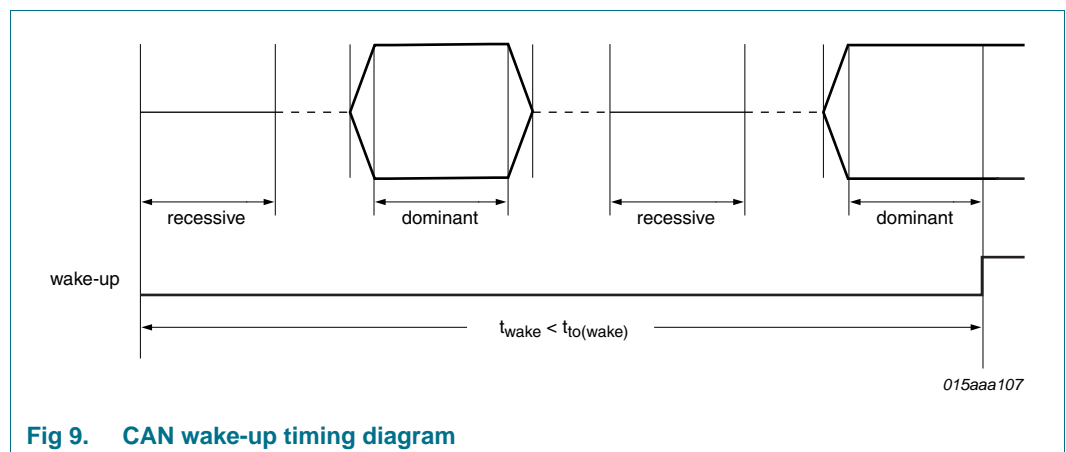 recessive
dominant
recessive
dominant
wake-up
twake < tto(wake)
015aaa107
Fig 9. CAN wake-up timing diagram